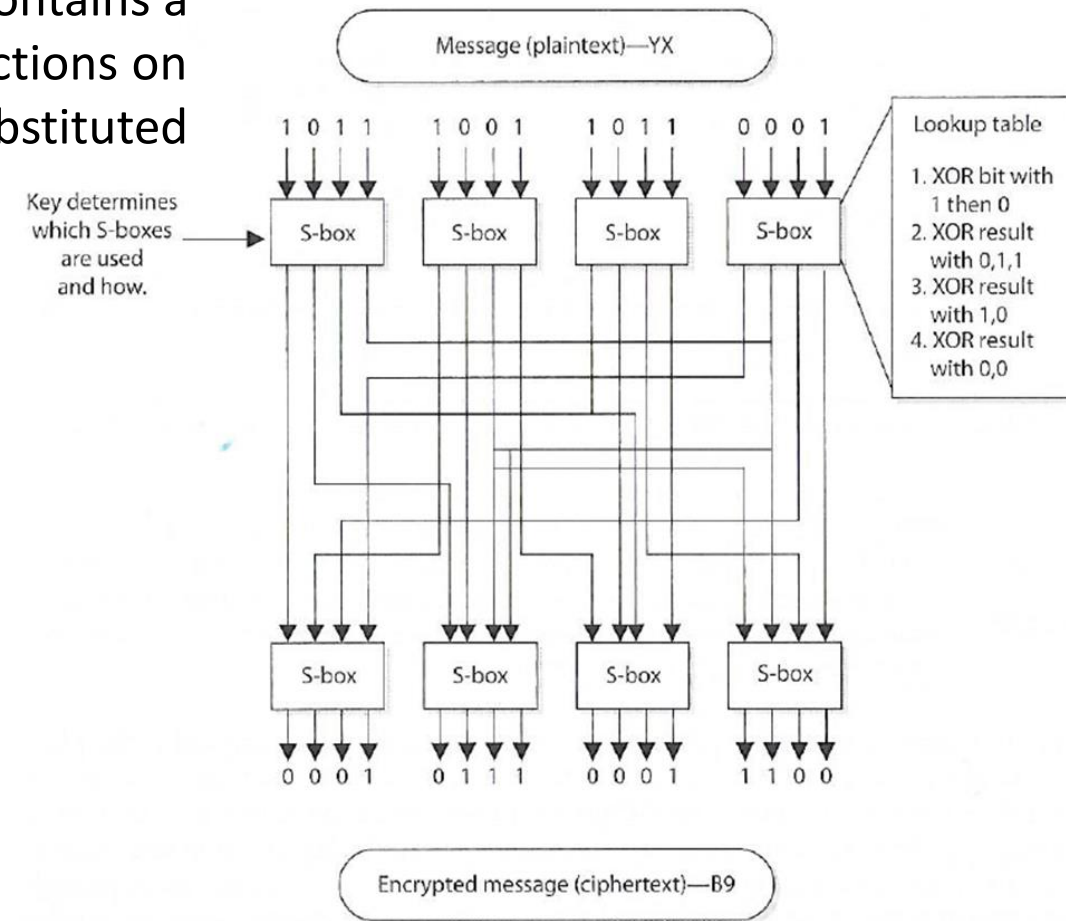 ontains a
ctions on
bstituted
Message (plaintext)—YX
1 0 1 1 1 0 0 1 1 0 1 1 0 0 0 1
Lookup table
1. XOR bit with
1 then 0
2. XOR result
with 0,1,1
3. XOR result
with 1,0
4. XOR result
with 0,0
Key determines
which S-boxes
are used
and how.
S-box S-box S-box S-box
S-box S-box S-box S-box
0 0 0 1 0 1 1 1 0 0 0 1 1 1 0 0
Encrypted message (ciphertext)—B9